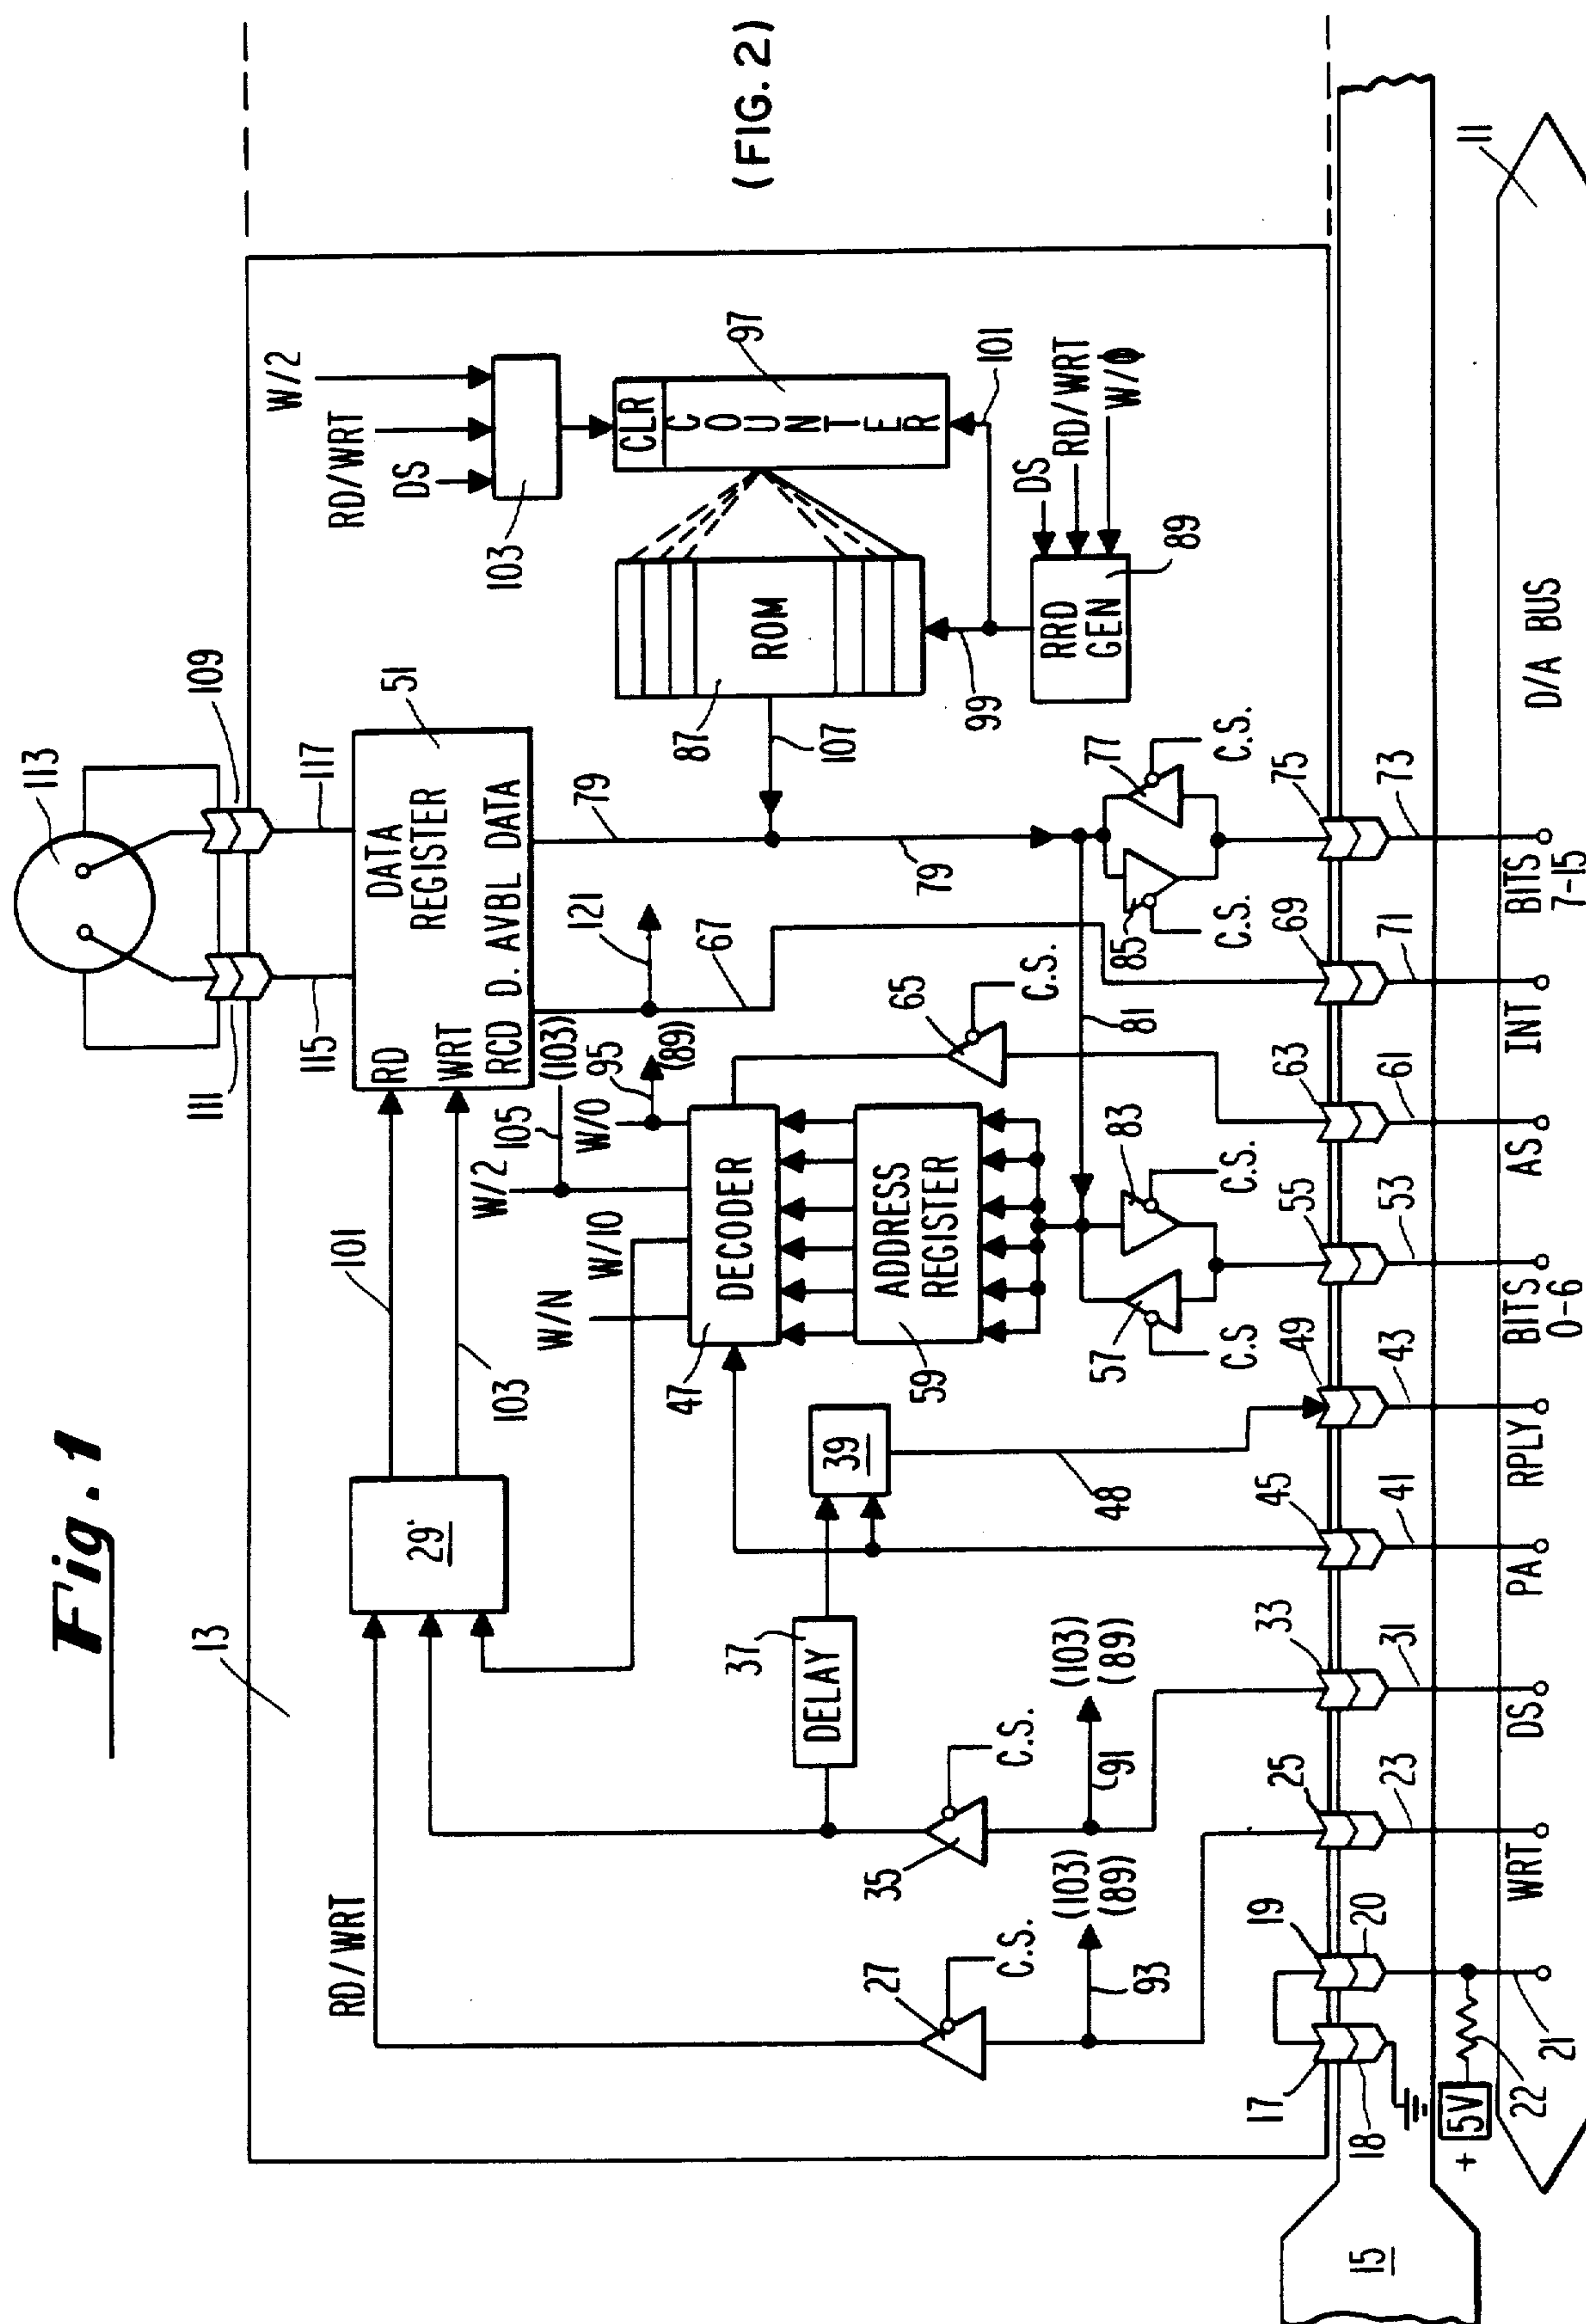 Fig. 1
(FIG. 2)
13
111
109
113
115
117
RD
DATA
REGISTER
51
WRT
RCD D. AVBL DATA
101
103
29
RD/WRT
W/N
W/10
W/2
105
(103)
W/0
95
(89)
121
67
79
79
107
87
ROM
99
RRD
GEN
89
DS
RD/WRT
W/0
101
CLR
COUNTER
97
103
DS
RD/WRT
W/2
47
DECODER
65
C.S.
59
ADDRESS
REGISTER
81
57
C.S
83
C.S.
85
C.S.
77
C.S.
39
48
DELAY
37
35
C.S.
91
(103)
(89)
27
C.S.
93
(103)
(89)
17
19
25
33
45
49
55
63
69
75
18
20
23
31
41
43
53
61
71
73
15
+
5V
22
21
WRT
DS
PA
RPLY
BITS
0-6
AS
INT
BITS
7-15
D/A BUS
11